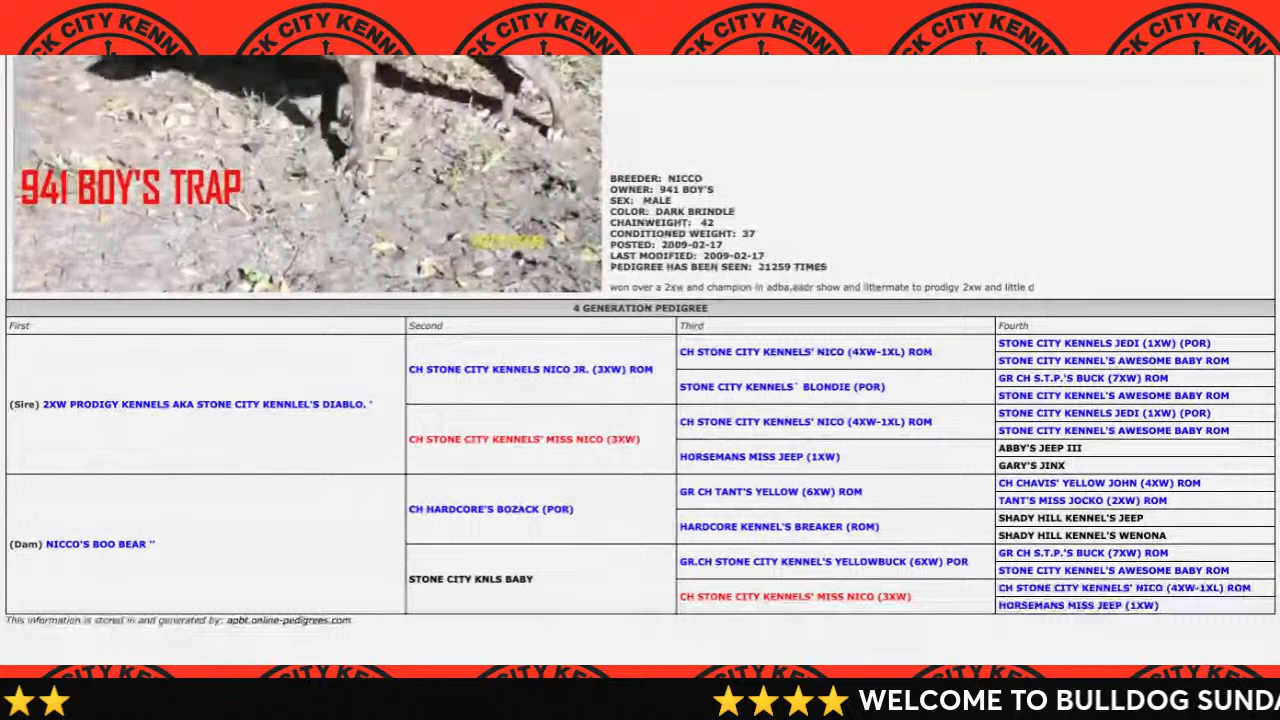 CK CITY KENNE
CK CITY KENNE
CK CITY KENNE
CK CITY KENNE
CK CITY KENNE
CK CITY KENNE
941 BOY'S TRAP
BREEDER: NICCO
OWNER: 941 BOY'S
SEX: MALE
COLOR: DARK BRINDLE
CHAINWEIGHT: 42
CONDITIONED WEIGHT: 37
POSTED: 2009-02-17
LAST MODIFIED: 2009-02-17
PEDIGREE HAS BEEN SEEN: 21259 TIMES
won over a 2xw and champion in adba,aadr show and littermate to prodigy 2xw and little d
4 GENERATION PEDIGREE
First Second Third Fourth
(Sire) 2XW PRODIGY KENNELS AKA STONE CITY KENNLEL'S DIABLO. '
CH STONE CITY KENNELS NICO JR. (3XW) ROM
CH STONE CITY KENNELS' NICO (4XW-1XL) ROM
STONE CITY KENNELS JEDI (1XW) (POR)
STONE CITY KENNEL'S AWESOME BABY ROM
STONE CITY KENNELS` BLONDIE (POR)
GR CH S.T.P.'S BUCK (7XW) ROM
STONE CITY KENNEL'S AWESOME BABY ROM
CH STONE CITY KENNELS' MISS NICO (3XW)
CH STONE CITY KENNELS' NICO (4XW-1XL) ROM
STONE CITY KENNELS JEDI (1XW) (POR)
STONE CITY KENNEL'S AWESOME BABY ROM
HORSEMANS MISS JEEP (1XW)
ABBY'S JEEP III
GARY'S JINX
(Dam) NICCO'S BOO BEAR ''
CH HARDCORE'S BOZACK (POR)
GR CH TANT'S YELLOW (6XW) ROM
CH CHAVIS' YELLOW JOHN (4XW) ROM
TANT'S MISS JOCKO (2XW) ROM
HARDCORE KENNEL'S BREAKER (ROM)
SHADY HILL KENNEL'S JEEP
SHADY HILL KENNEL'S WENONA
STONE CITY KNLS BABY
GR.CH STONE CITY KENNEL'S YELLOWBUCK (6XW) POR
GR CH S.T.P.'S BUCK (7XW) ROM
STONE CITY KENNEL'S AWESOME BABY ROM
CH STONE CITY KENNELS' MISS NICO (3XW)
CH STONE CITY KENNELS' NICO (4XW-1XL) ROM
HORSEMANS MISS JEEP (1XW)
This information is stored in and generated by: apbt.online-pedigrees.com
WELCOME TO BULLDOG SUNDA